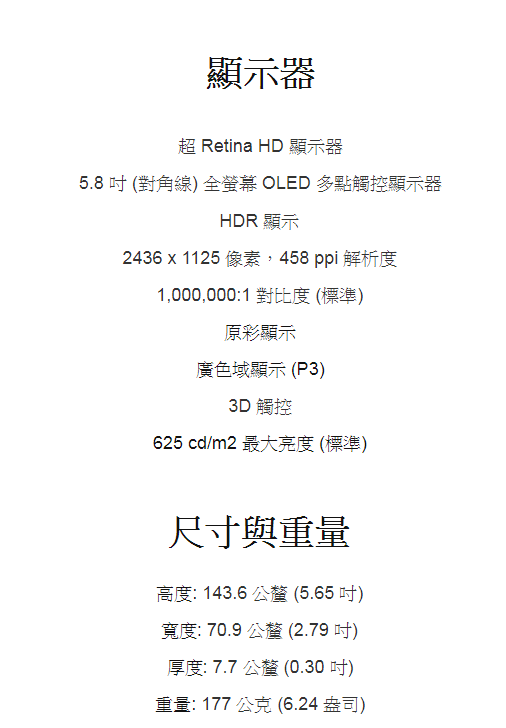 顯示器
超 Retina HD 顯示器
5.8 吋 (對角線) 全螢幕 OLED 多點觸控顯示器
HDR 顯示
2436 x 1125 像素，458 ppi 解析度
1,000,000:1 對比度 (標準)
原彩顯示
廣色域顯示 (P3)
3D 觸控
625 cd/m2 最大亮度 (標準)
尺寸與重量
高度: 143.6 公釐 (5.65 吋)
寬度: 70.9 公釐 (2.79 吋)
厚度: 7.7 公釐 (0.30 吋)
重量: 177 公克 (6.24 盎司)